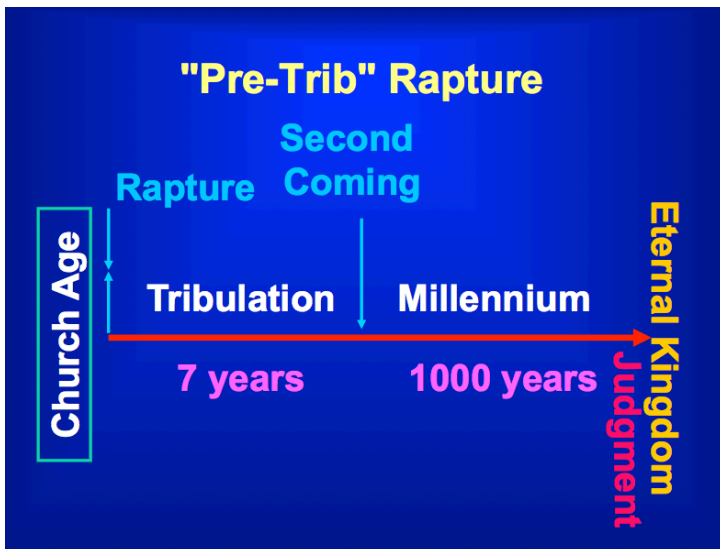 "Pre-Trib" Rapture
Second
Coming
Rapture
Church Age
Tribulation
Millennium
7 years
1000 years
Judgment
Eternal Kingdom